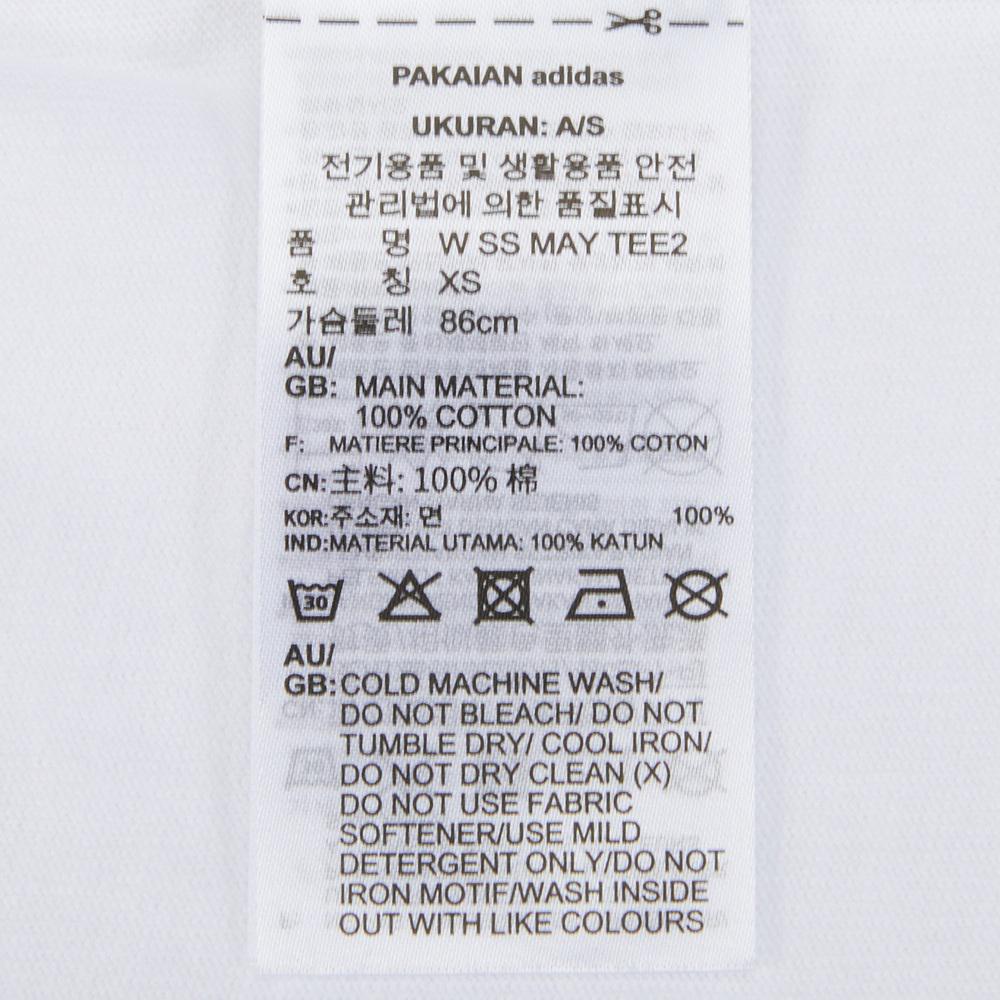 PAKAIAN adidas
UKURAN: A/S
전기용품 및 생활용품 안전
관리법에 의한 품질표시
품 명 W SS MAY TEE2
호 칭 XS
가슴둘레 86cm
AU/
GB: MAIN MATERIAL:
100% COTTON
F: MATIERE PRINCIPALE: 100% COTON
CN:主料: 100% 棉
KOR:주소재: 면 100%
IND:MATERIAL UTAMA: 100% KATUN
30
AU/
GB:COLD MACHINE WASH/
DO NOT BLEACH/ DO NOT
TUMBLE DRY/ COOL IRON/
DO NOT DRY CLEAN (X)
DO NOT USE FABRIC
SOFTENER/USE MILD
DETERGENT ONLY/DO NOT
IRON MOTIF/WASH INSIDE
OUT WITH LIKE COLOURS